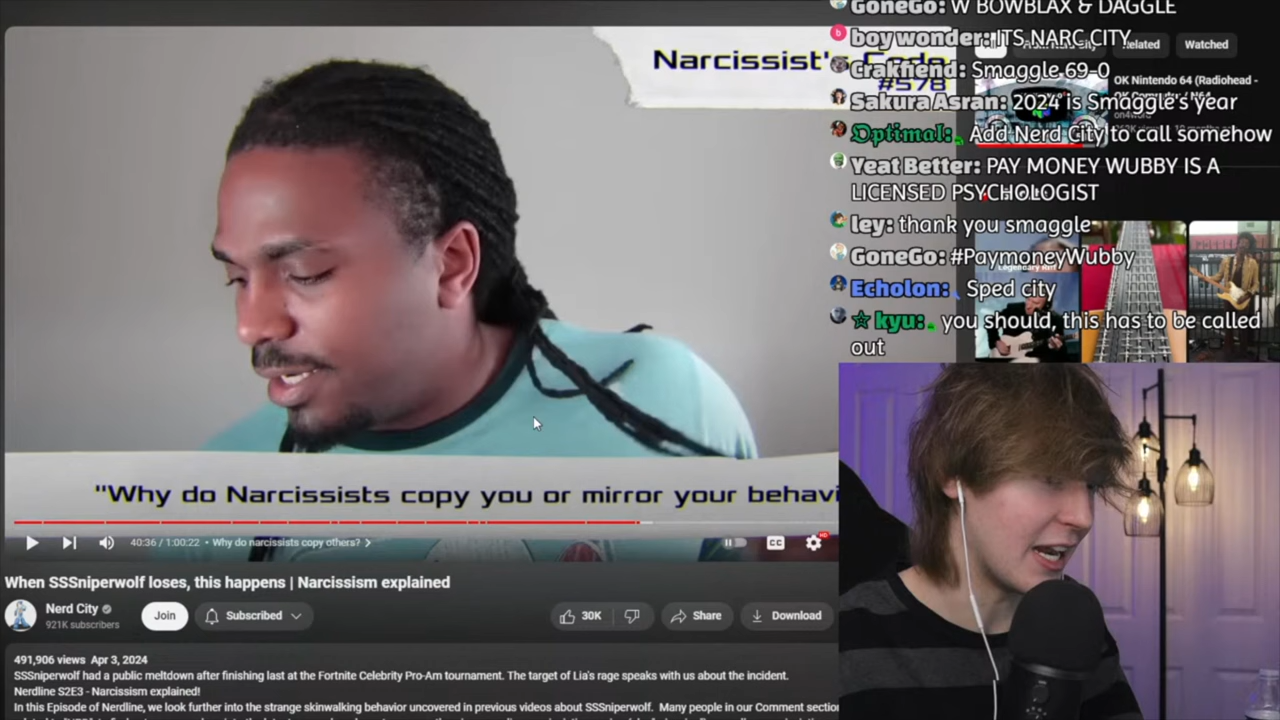 Narcissist's Code
#578
"Why do Narcissists copy you or mirror your behavi
40:36 / 1:00:22 • Why do narcissists copy others?
CC
HD
When SSSniperwolf loses, this happens | Narcissism explained
Nerd City
921K subscribers
Join
Subscribed
30K
Share
Download
491,906 views Apr 3, 2024
SSSniperwolf had a public meltdown after finishing last at the Fortnite Celebrity Pro-Am tournament. The target of Lia's rage speaks with us about the incident.
Nerdline S2E3 - Narcissism explained!
In this Episode of Nerdline, we look further into the strange skinwalking behavior uncovered in previous videos about SSSniperwolf. Many people in our Comment section
GoneGo: W BOWBLAX & DAGGLE
boy wonder: ITS NARC CITY
Crakfiend: Smaggle 69-0
Sakura Asran: 2024 is Smaggle's year
Optimal: Add Nerd City to call somehow
Yeat Better: PAY MONEY WUBBY IS A
LICENSED PSYCHOLOGIST
ley: thank you smaggle
GoneGo: #PaymoneyWubby
Echolon: Sped city
kyu: you should, this has to be called
out
Related
Watched
OK Nintendo 64 (Radiohead -
on4word